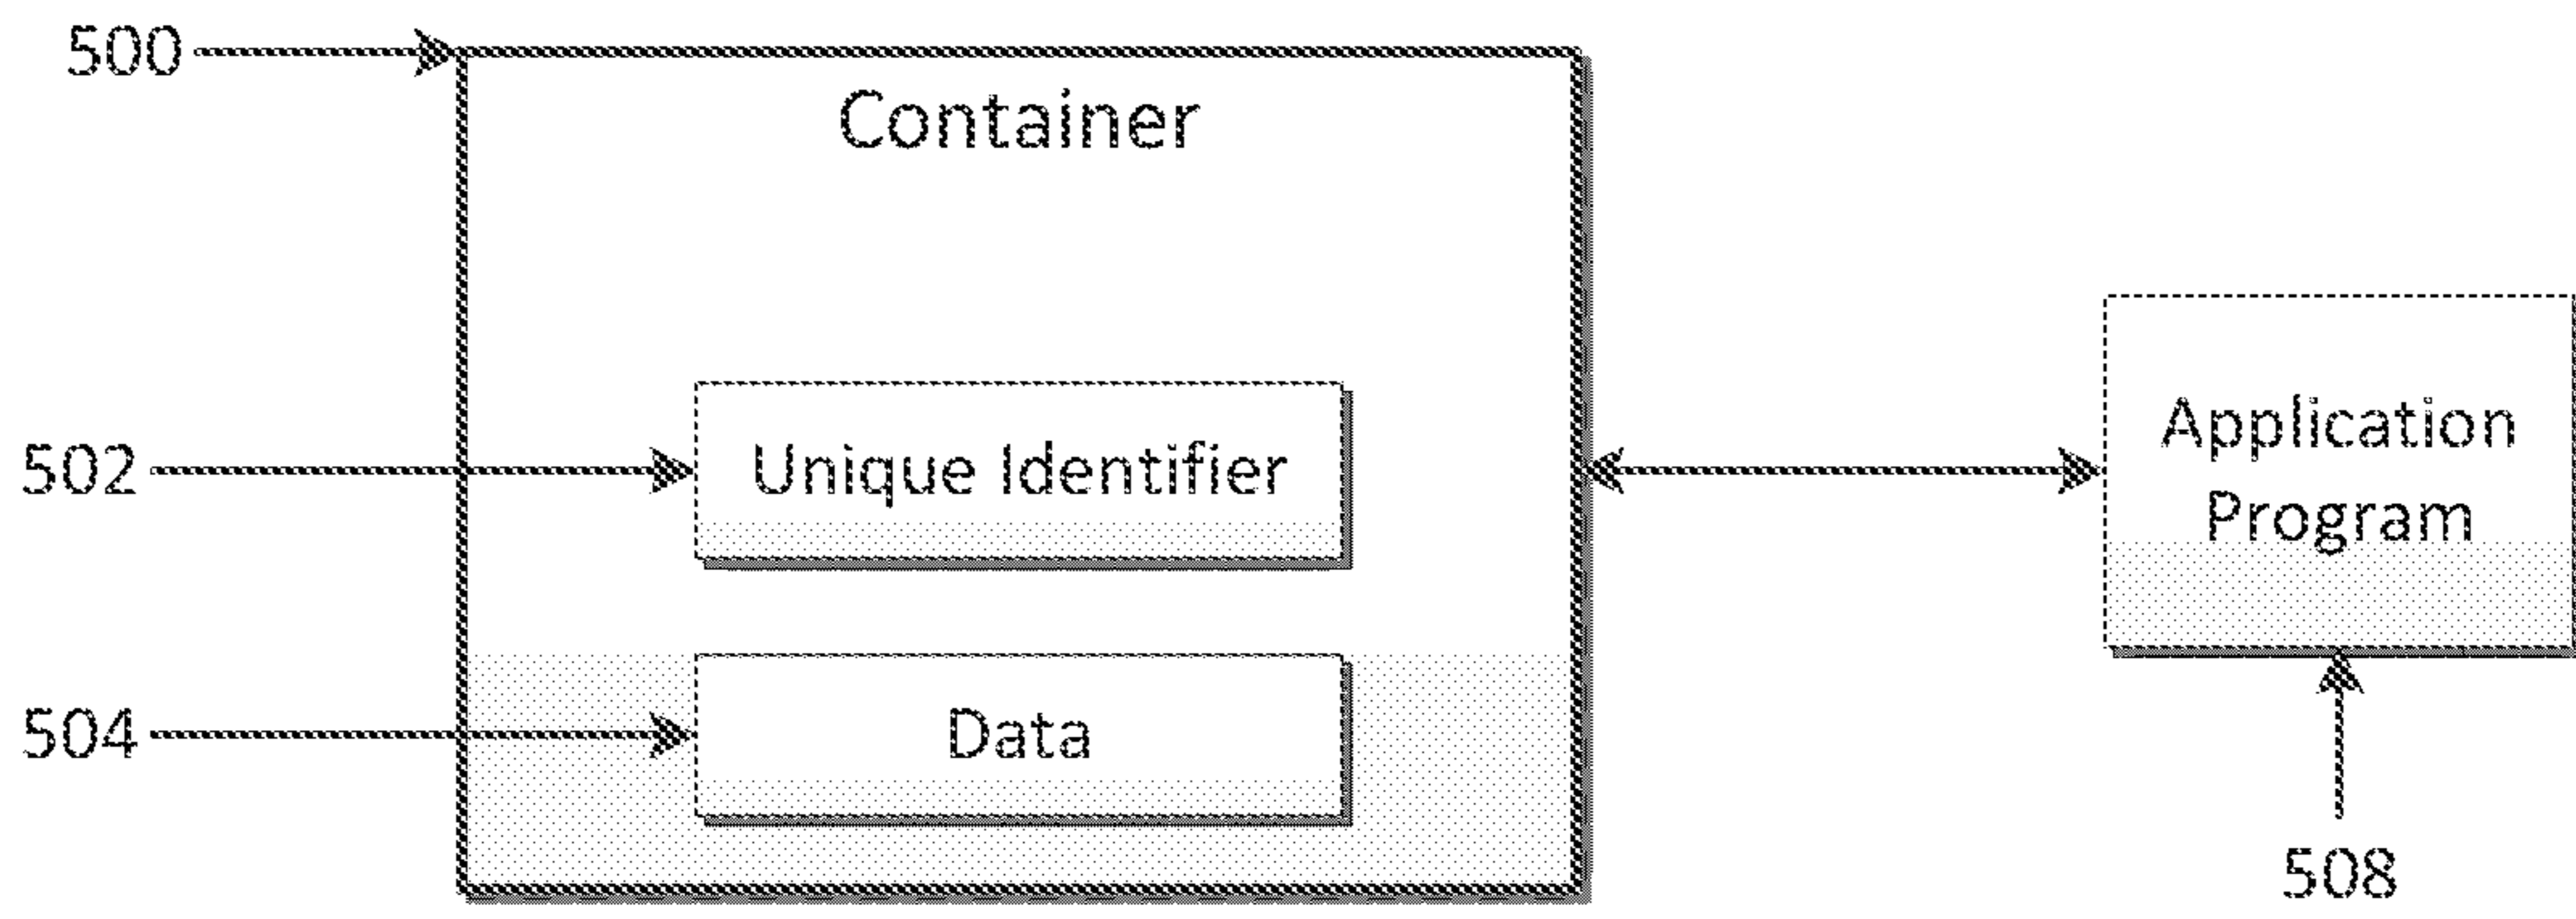 500
Container
502
Unique Identifier
504
Data
Application
Program
508